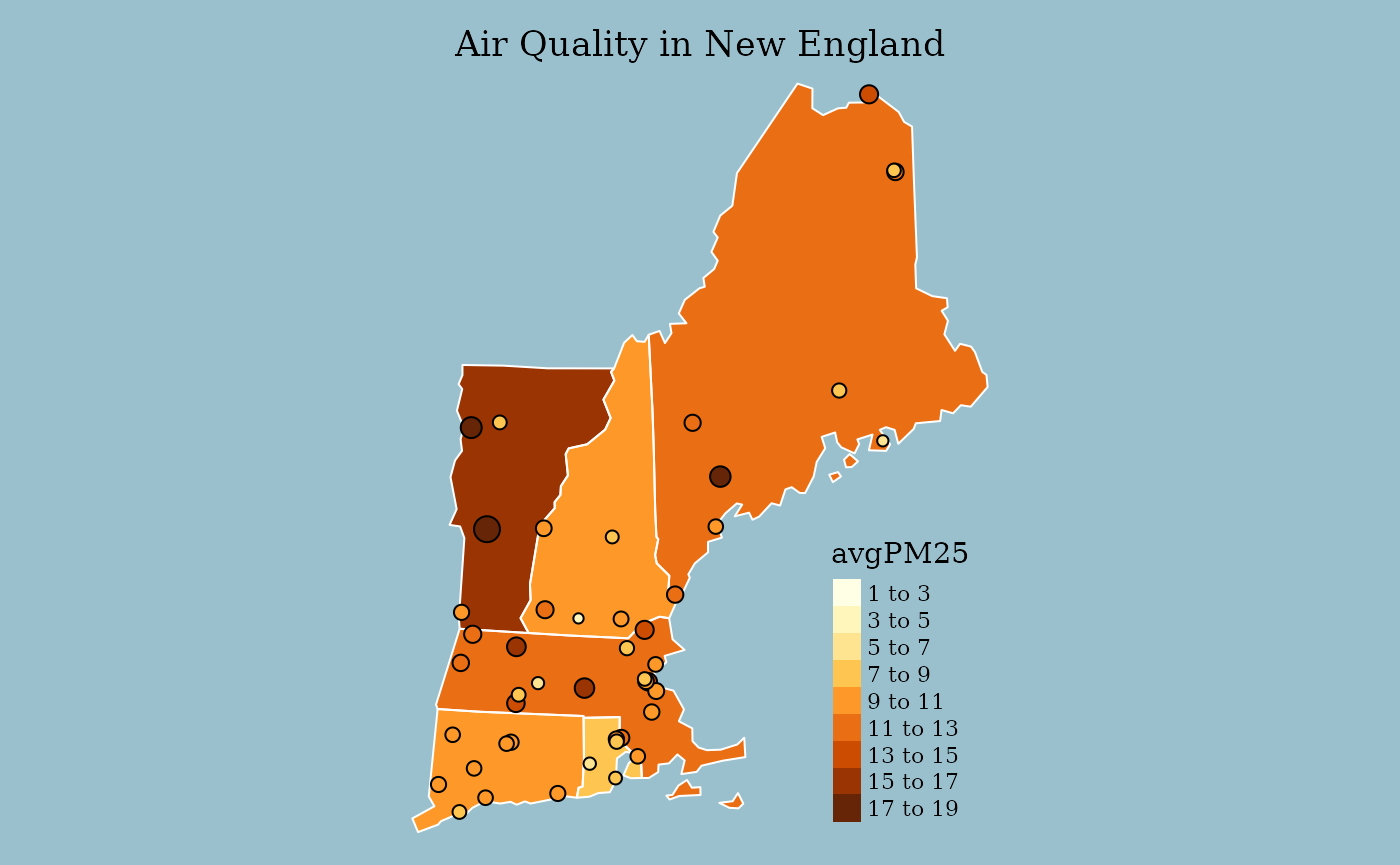 Air Quality in New England
avgPM25
1 to 3
3 to 5
5 to 7
7 to 9
9 to 11
11 to 13
13 to 15
15 to 17
17 to 19